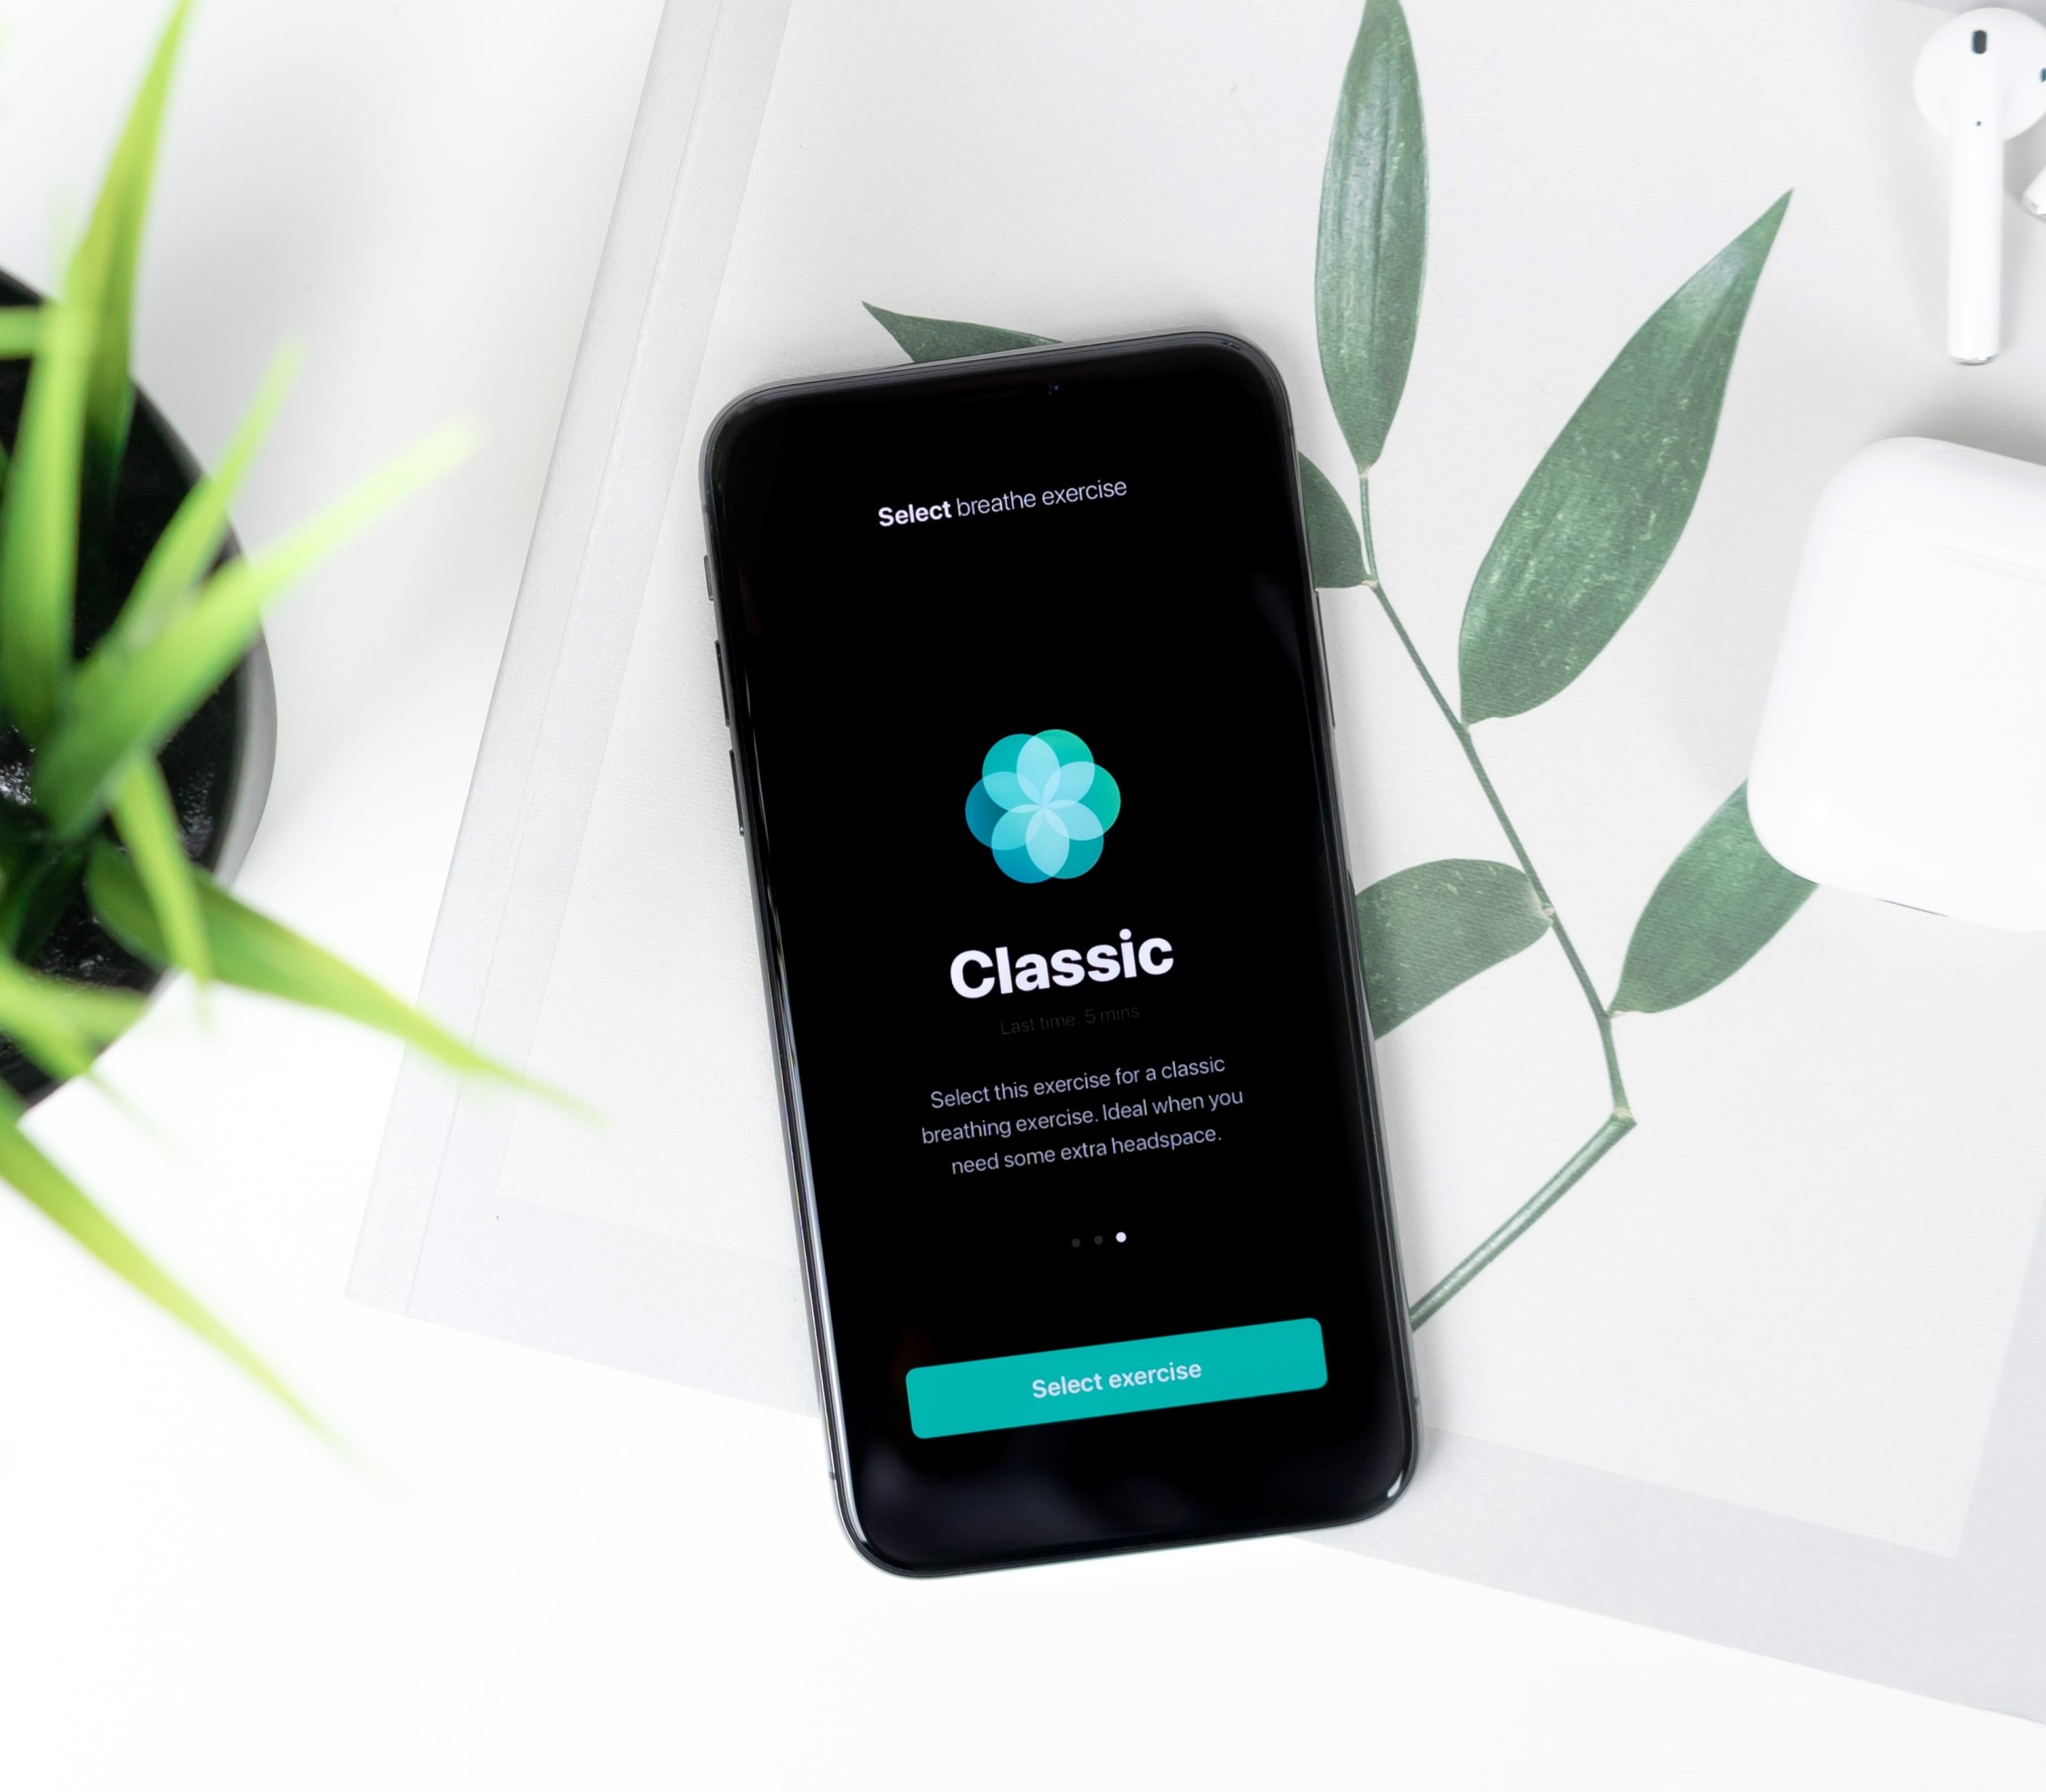 Select breathe exercise
Classic
Last time: 5 mins
Select this exercise for a classic
breathing exercise. Ideal when you
need some extra headspace.
Select exercise